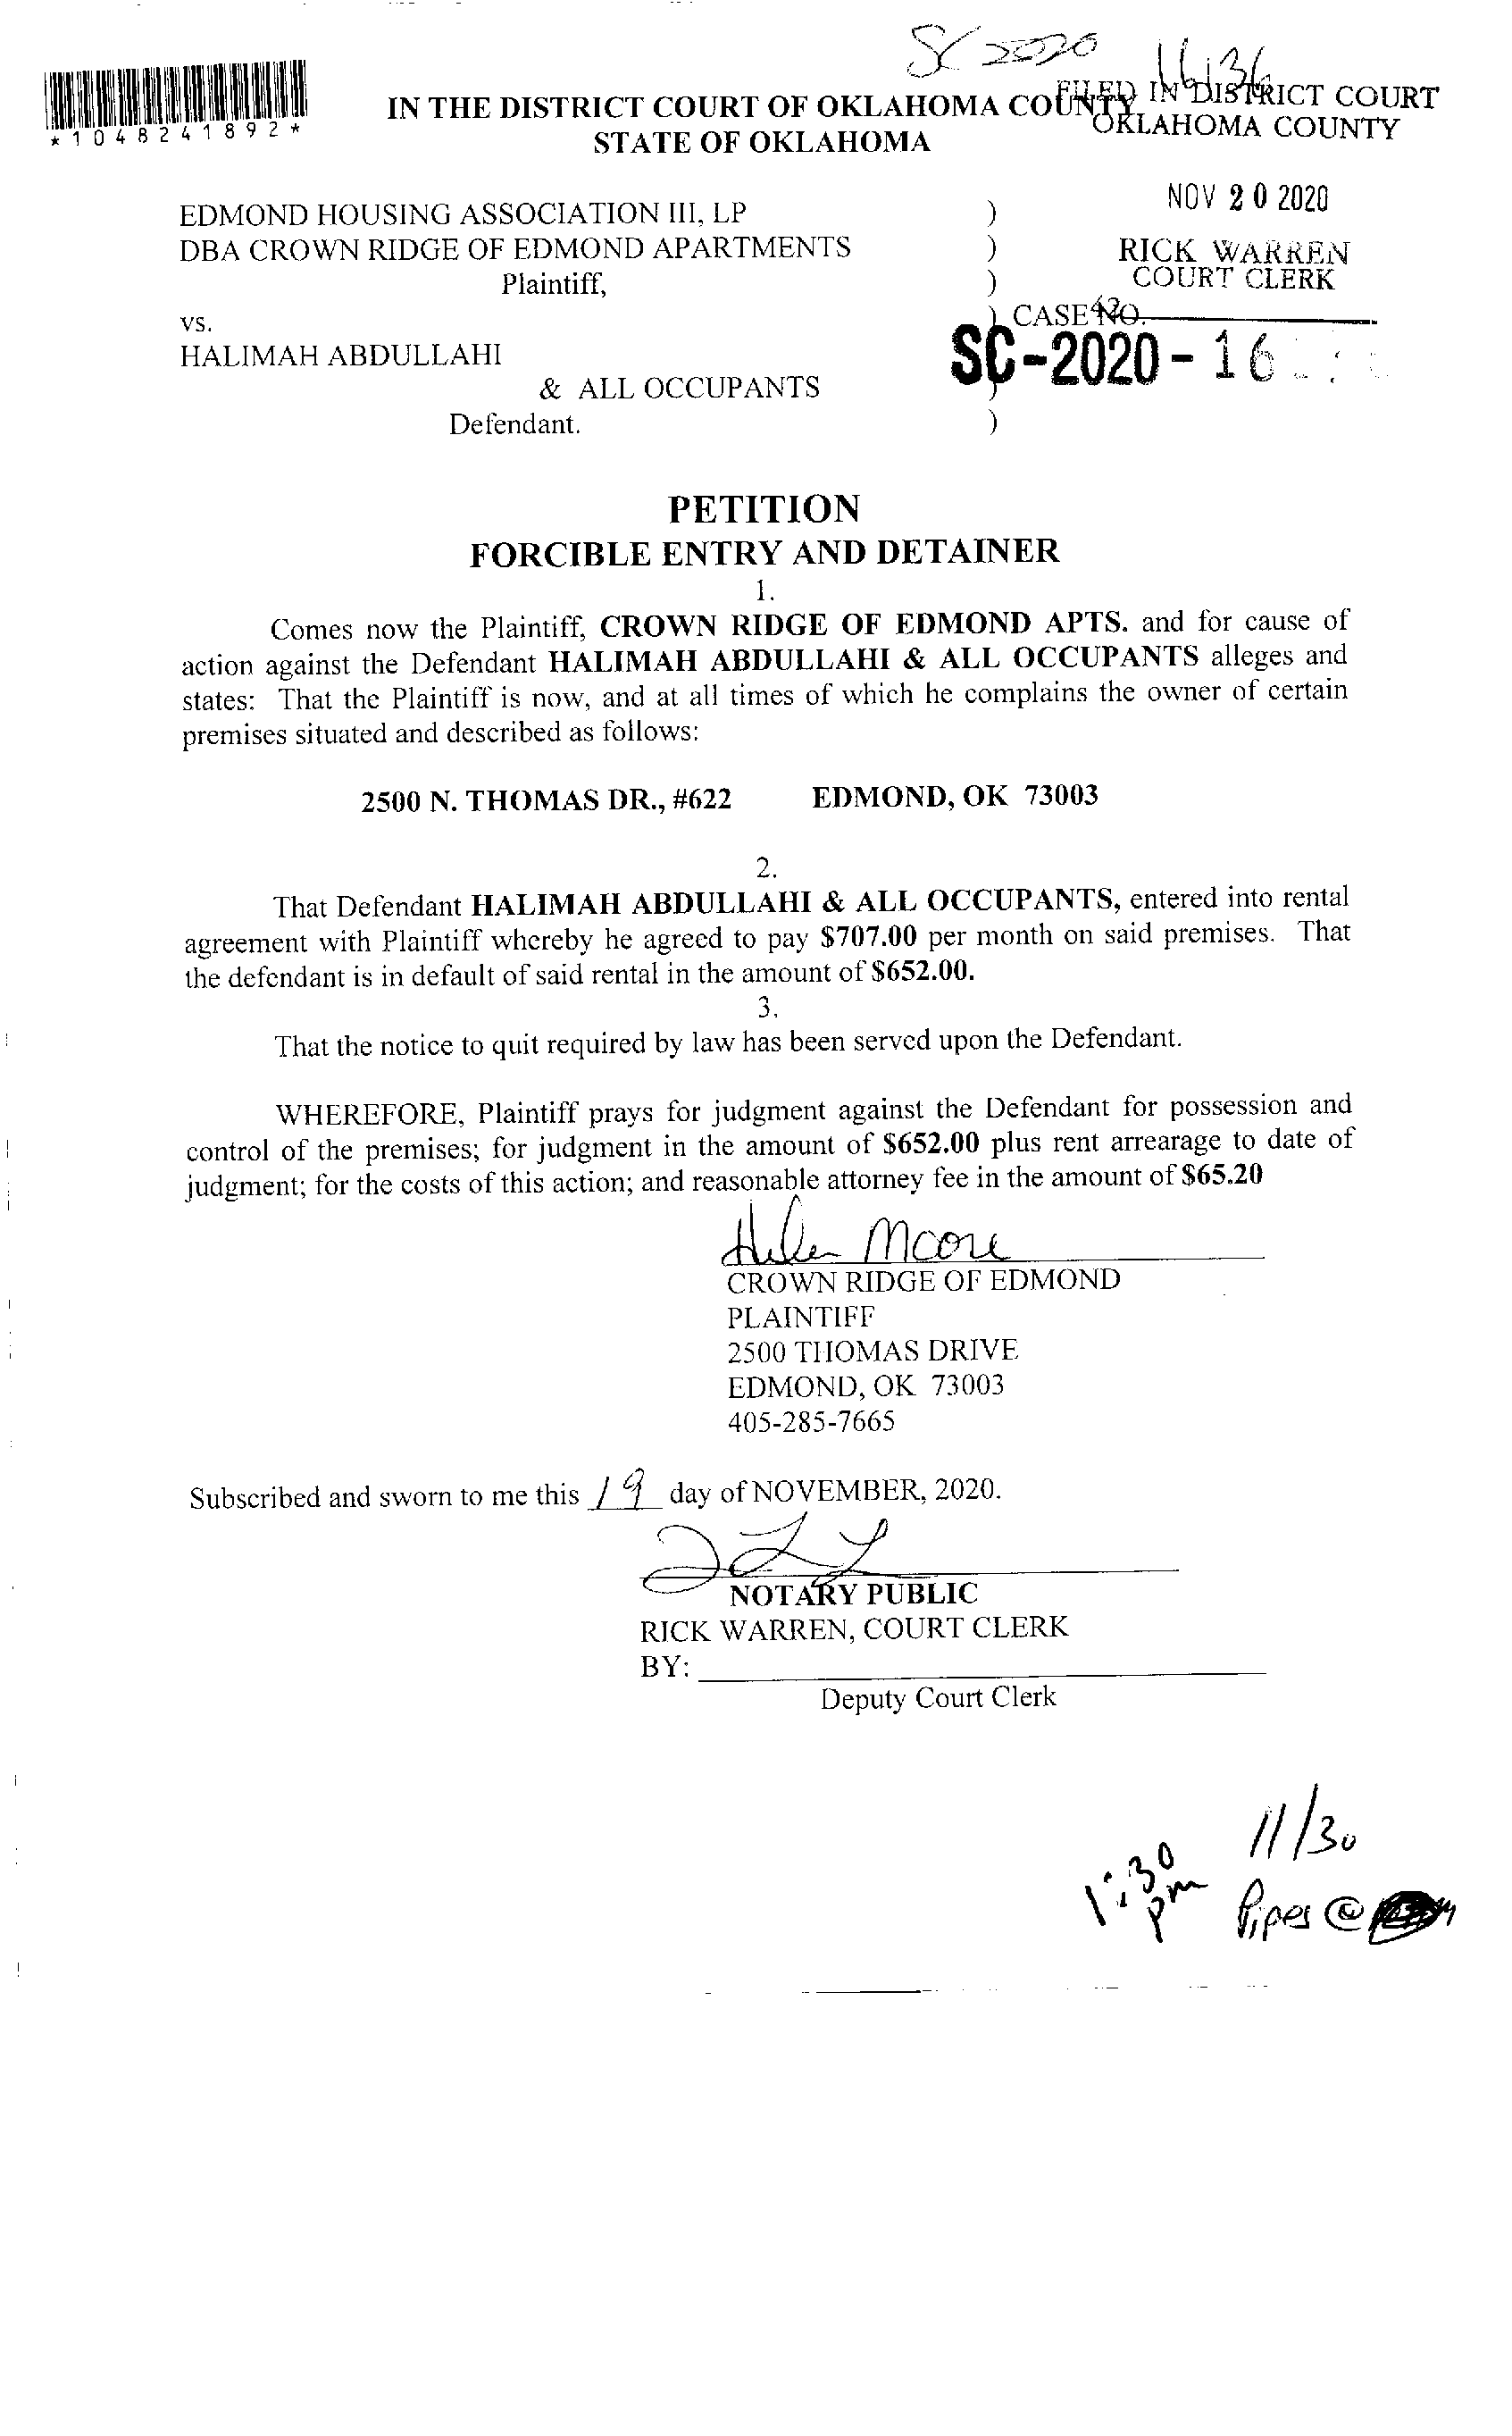 SC 2020 16136
*1048241892*
IN THE DISTRICT COURT OF OKLAHOMA COUNTY
STATE OF OKLAHOMA
FILED IN DISTRICT COURT
OKLAHOMA COUNTY
NOV 20 2020
RICK WARREN
COURT CLERK
42
EDMOND HOUSING ASSOCIATION III, LP )
DBA CROWN RIDGE OF EDMOND APARTMENTS )
Plaintiff, )
vs. ) CASE NO.
HALIMAH ABDULLAHI SC-2020-16
& ALL OCCUPANTS )
Defendant. )
PETITION
FORCIBLE ENTRY AND DETAINER
1.
Comes now the Plaintiff, CROWN RIDGE OF EDMOND APTS. and for cause of
action against the Defendant HALIMAH ABDULLAHI & ALL OCCUPANTS alleges and
states: That the Plaintiff is now, and at all times of which he complains the owner of certain
premises situated and described as follows:
2500 N. THOMAS DR., #622 EDMOND, OK 73003
2.
That Defendant HALIMAH ABDULLAHI & ALL OCCUPANTS, entered into rental
agreement with Plaintiff whereby he agreed to pay $707.00 per month on said premises. That
the defendant is in default of said rental in the amount of $652.00.
3.
That the notice to quit required by law has been served upon the Defendant.
WHEREFORE, Plaintiff prays for judgment against the Defendant for possession and
control of the premises; for judgment in the amount of $652.00 plus rent arrearage to date of
judgment; for the costs of this action; and reasonable attorney fee in the amount of $65.20
Helen Moore
CROWN RIDGE OF EDMOND
PLAINTIFF
2500 THOMAS DRIVE
EDMOND, OK 73003
405-285-7665
Subscribed and sworn to me this 19 day of NOVEMBER, 2020.
NOTARY PUBLIC
RICK WARREN, COURT CLERK
BY:
Deputy Court Clerk
11/30
1:30 pm
Pipes @